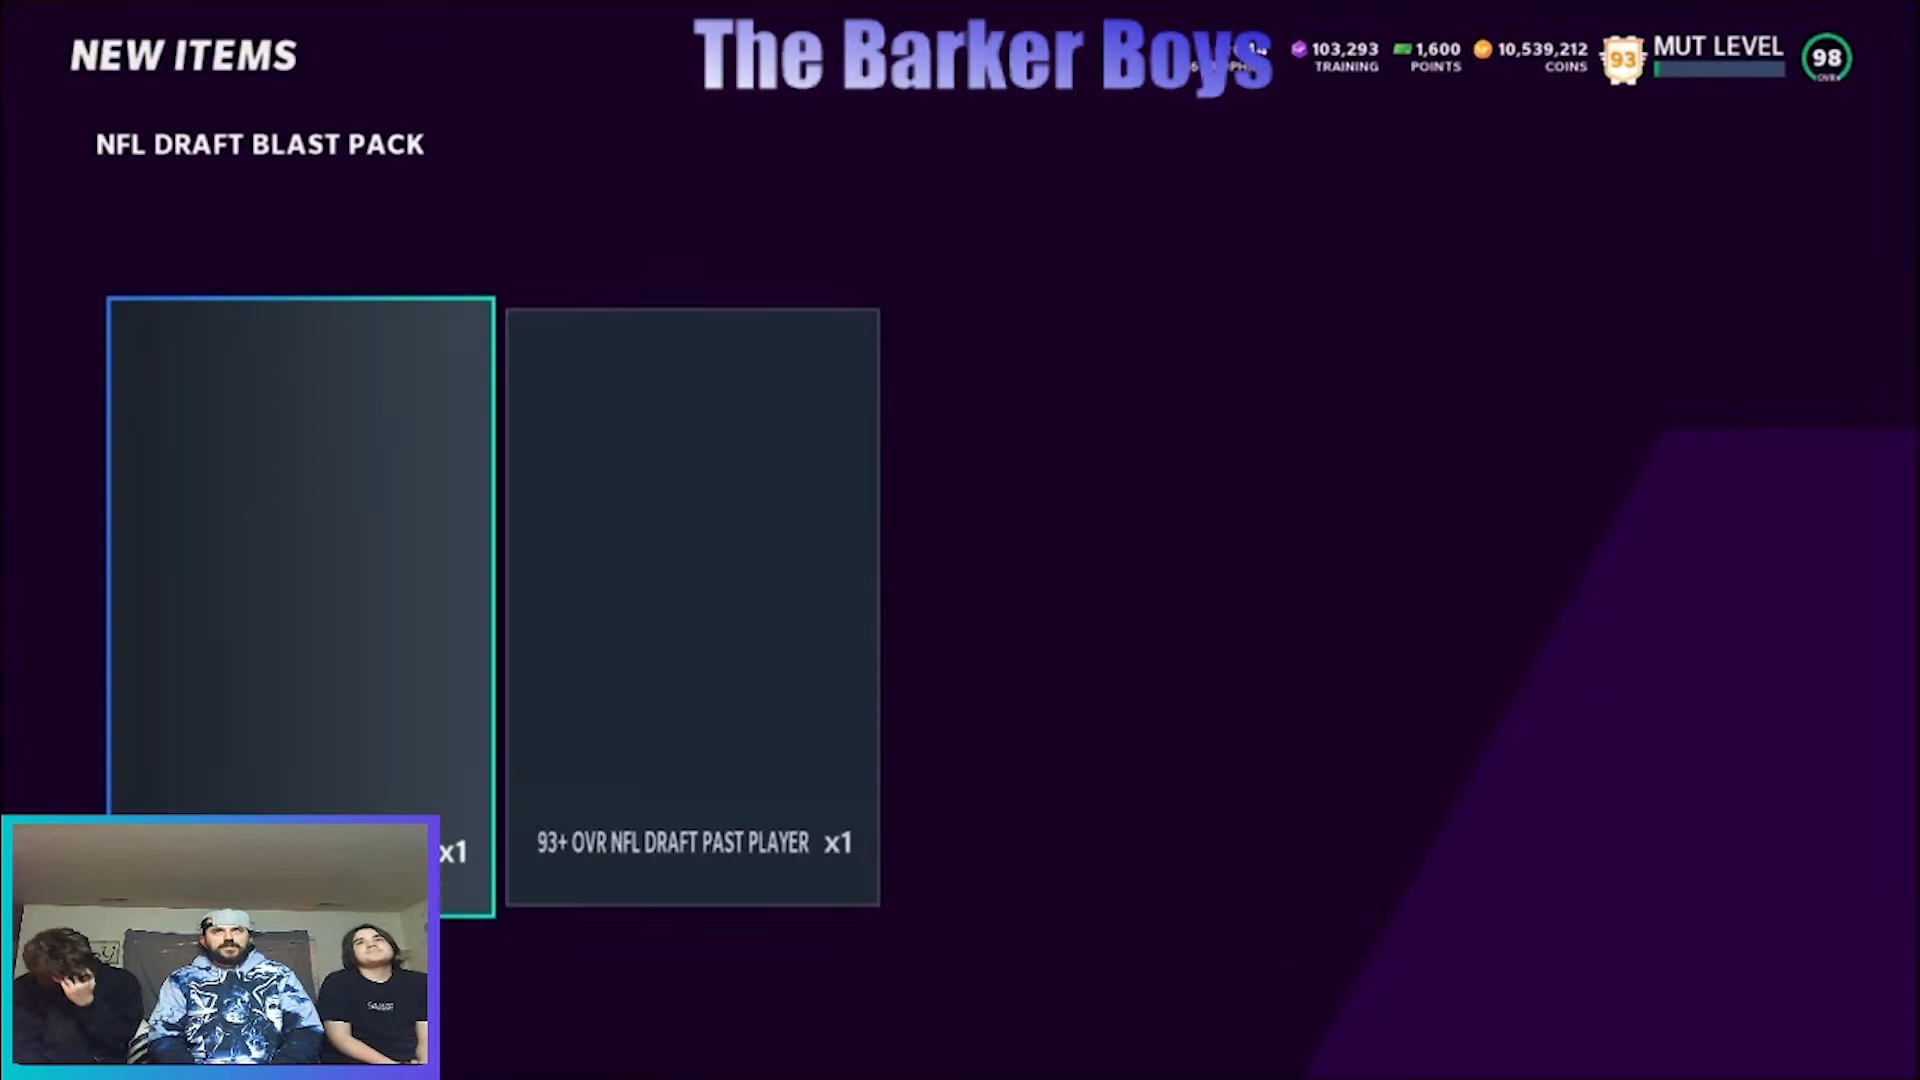 NEW ITEMS
The Barker Boys
103,293
TRAINING
1,600
POINTS
10,539,212
COINS
93
MUT LEVEL
98
OVR
NFL DRAFT BLAST PACK
x1
93+ OVR NFL DRAFT PAST PLAYER x1